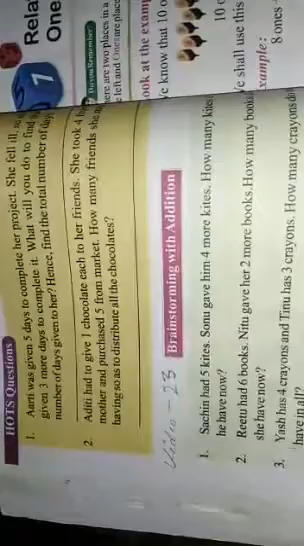 HOTS Questions
1. Aarti was given 5 days to complete her project. She fell ill, so
given 3 more days to complete it. What will you do to find
number of days given to her? Hence, find the total number of days
2. Aditi had to give 1 chocolate each to her friends. She took 4
mother and purchased 5 from market. How many friends she
having so as to distribute all the chocolates?
Video - 23
Brainstorming with Addition
1. Sachin had 5 kites. Sonu gave him 4 more kites. How many kites
he have now?
2. Reetu had 6 books. Nitu gave her 2 more books. How many books
she have now?
3. Yash has 4 crayons and Tinu has 3 crayons. How many crayons
have in all?
7
Rela
One
Do you Remember?
here are two places in a
e left and Ones are place
ook at the examp
e know that 10 o
10 o
e shall use this
xample:
8 ones